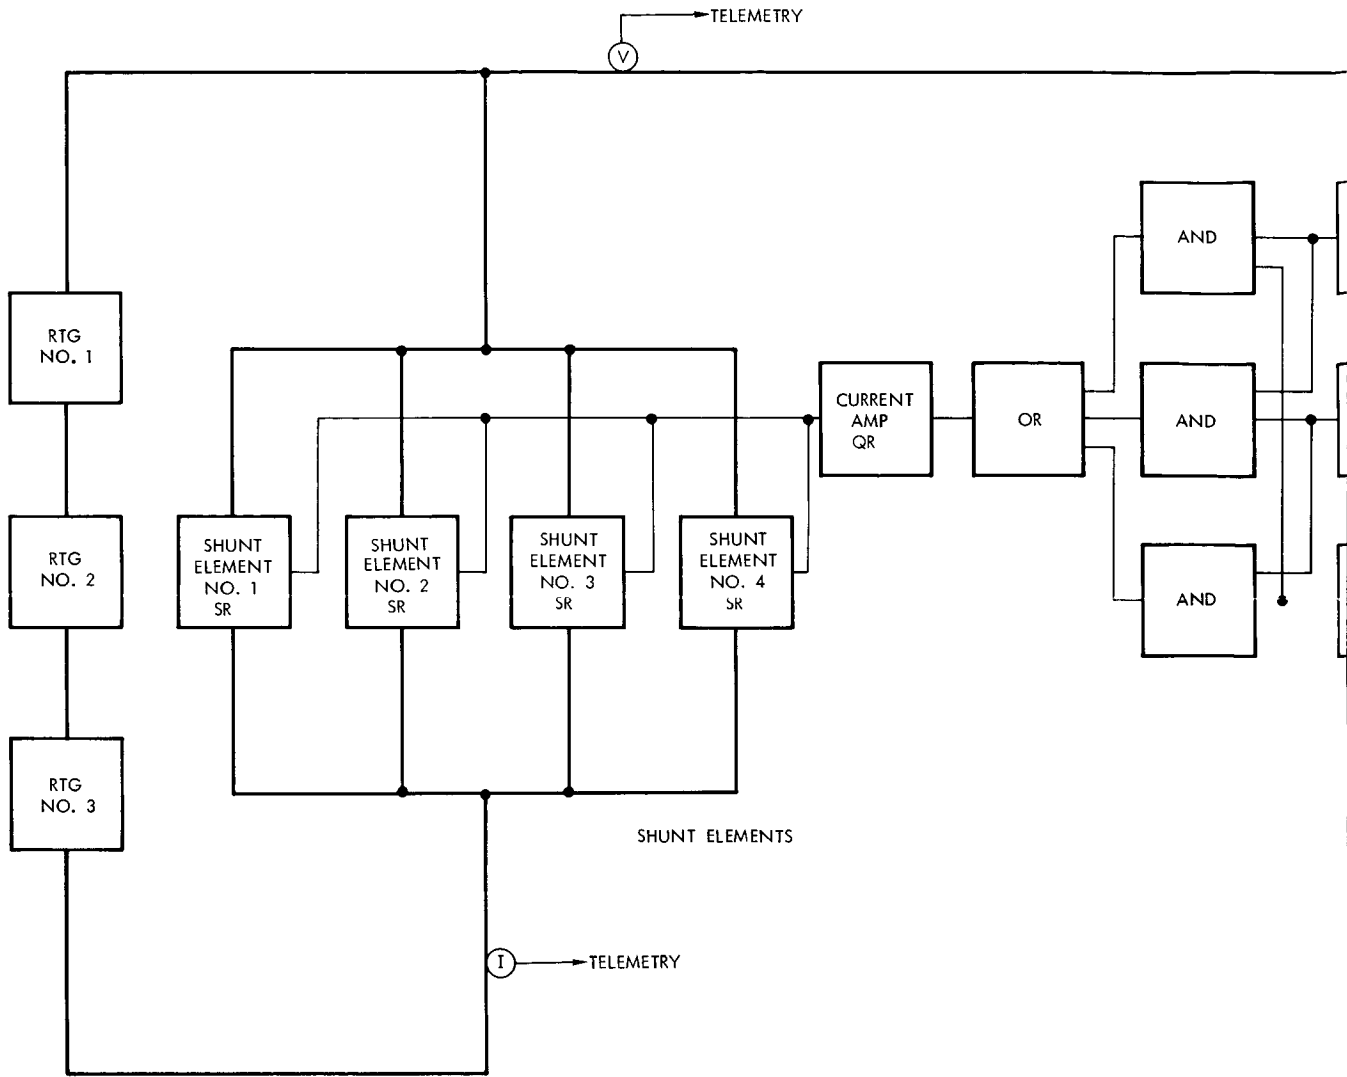 TELEMETRY
V
RTG
NO. 1
RTG
NO. 2
RTG
NO. 3
SHUNT
ELEMENT
NO. 1
SR
SHUNT
ELEMENT
NO. 2
SR
SHUNT
ELEMENT
NO. 3
SR
SHUNT
ELEMENT
NO. 4
SR
CURRENT
AMP
QR
OR
AND
AND
AND
SHUNT ELEMENTS
I
TELEMETRY